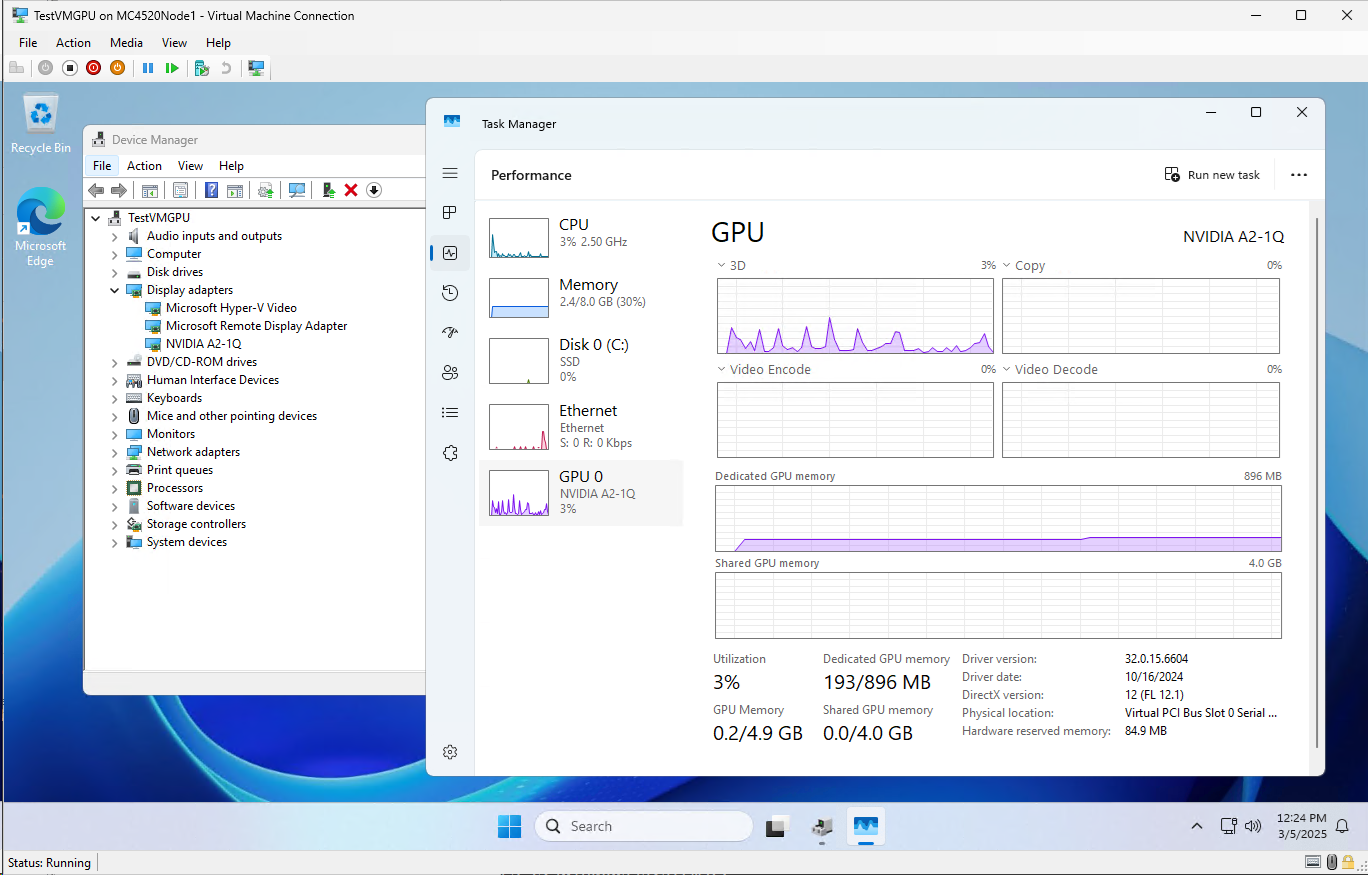 TestVMGPU on MC4520Node1 - Virtual Machine Connection
File Action Media View Help
Recycle Bin
Microsoft
Edge
Device Manager
File Action View Help
TestVMGPU
Audio inputs and outputs
Computer
Disk drives
Display adapters
Microsoft Hyper-V Video
Microsoft Remote Display Adapter
NVIDIA A2-1Q
DVD/CD-ROM drives
Human Interface Devices
Keyboards
Mice and other pointing devices
Monitors
Network adapters
Print queues
Processors
Software devices
Storage controllers
System devices
Task Manager
Performance
Run new task
CPU
3% 2.50 GHz
Memory
2.4/8.0 GB (30%)
Disk 0 (C:)
SSD
0%
Ethernet
Ethernet
S: 0 R: 0 Kbps
GPU 0
NVIDIA A2-1Q
3%
GPU
NVIDIA A2-1Q
3D 3%
Copy 0%
Video Encode 0%
Video Decode 0%
Dedicated GPU memory 896 MB
Shared GPU memory 4.0 GB
Utilization
3%
Dedicated GPU memory
193/896 MB
GPU Memory
0.2/4.9 GB
Shared GPU memory
0.0/4.0 GB
Driver version: 32.0.15.6604
Driver date: 10/16/2024
DirectX version: 12 (FL 12.1)
Physical location: Virtual PCI Bus Slot 0 Serial ...
Hardware reserved memory: 84.9 MB
Search
12:24 PM
3/5/2025
Status: Running